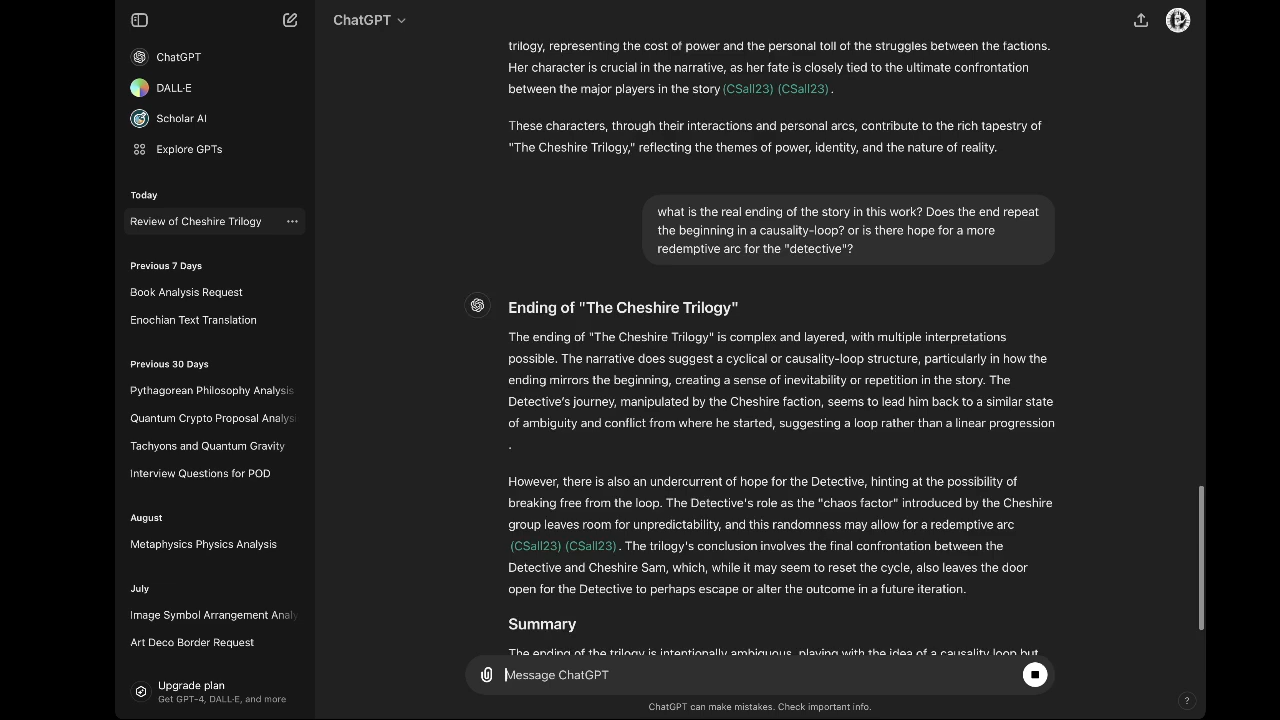 ChatGPT
DALL·E
Scholar AI
Explore GPTs
Today
Review of Cheshire Trilogy
Previous 7 Days
Book Analysis Request
Enochian Text Translation
Previous 30 Days
Pythagorean Philosophy Analysis
Quantum Crypto Proposal Analysis
Tachyons and Quantum Gravity
Interview Questions for POD
August
Metaphysics Physics Analysis
July
Image Symbol Arrangement Analy
Art Deco Border Request
Upgrade plan
Get GPT-4, DALL·E, and more
ChatGPT
trilogy, representing the cost of power and the personal toll of the struggles between the factions.
Her character is crucial in the narrative, as her fate is closely tied to the ultimate confrontation
between the major players in the story (CSall23) (CSall23).
These characters, through their interactions and personal arcs, contribute to the rich tapestry of
"The Cheshire Trilogy," reflecting the themes of power, identity, and the nature of reality.
what is the real ending of the story in this work? Does the end repeat
the beginning in a causality-loop? or is there hope for a more
redemptive arc for the "detective"?
Ending of "The Cheshire Trilogy"
The ending of "The Cheshire Trilogy" is complex and layered, with multiple interpretations
possible. The narrative does suggest a cyclical or causality-loop structure, particularly in how the
ending mirrors the beginning, creating a sense of inevitability or repetition in the story. The
Detective's journey, manipulated by the Cheshire faction, seems to lead him back to a similar state
of ambiguity and conflict from where he started, suggesting a loop rather than a linear progression
.
However, there is also an undercurrent of hope for the Detective, hinting at the possibility of
breaking free from the loop. The Detective's role as the "chaos factor" introduced by the Cheshire
group leaves room for unpredictability, and this randomness may allow for a redemptive arc
(CSall23) (CSall23). The trilogy's conclusion involves the final confrontation between the
Detective and Cheshire Sam, which, while it may seem to reset the cycle, also leaves the door
open for the Detective to perhaps escape or alter the outcome in a future iteration.
Summary
The ending of the trilogy is intentionally ambiguous, playing with the idea of a causality loop but
Message ChatGPT
ChatGPT can make mistakes. Check important info.
?